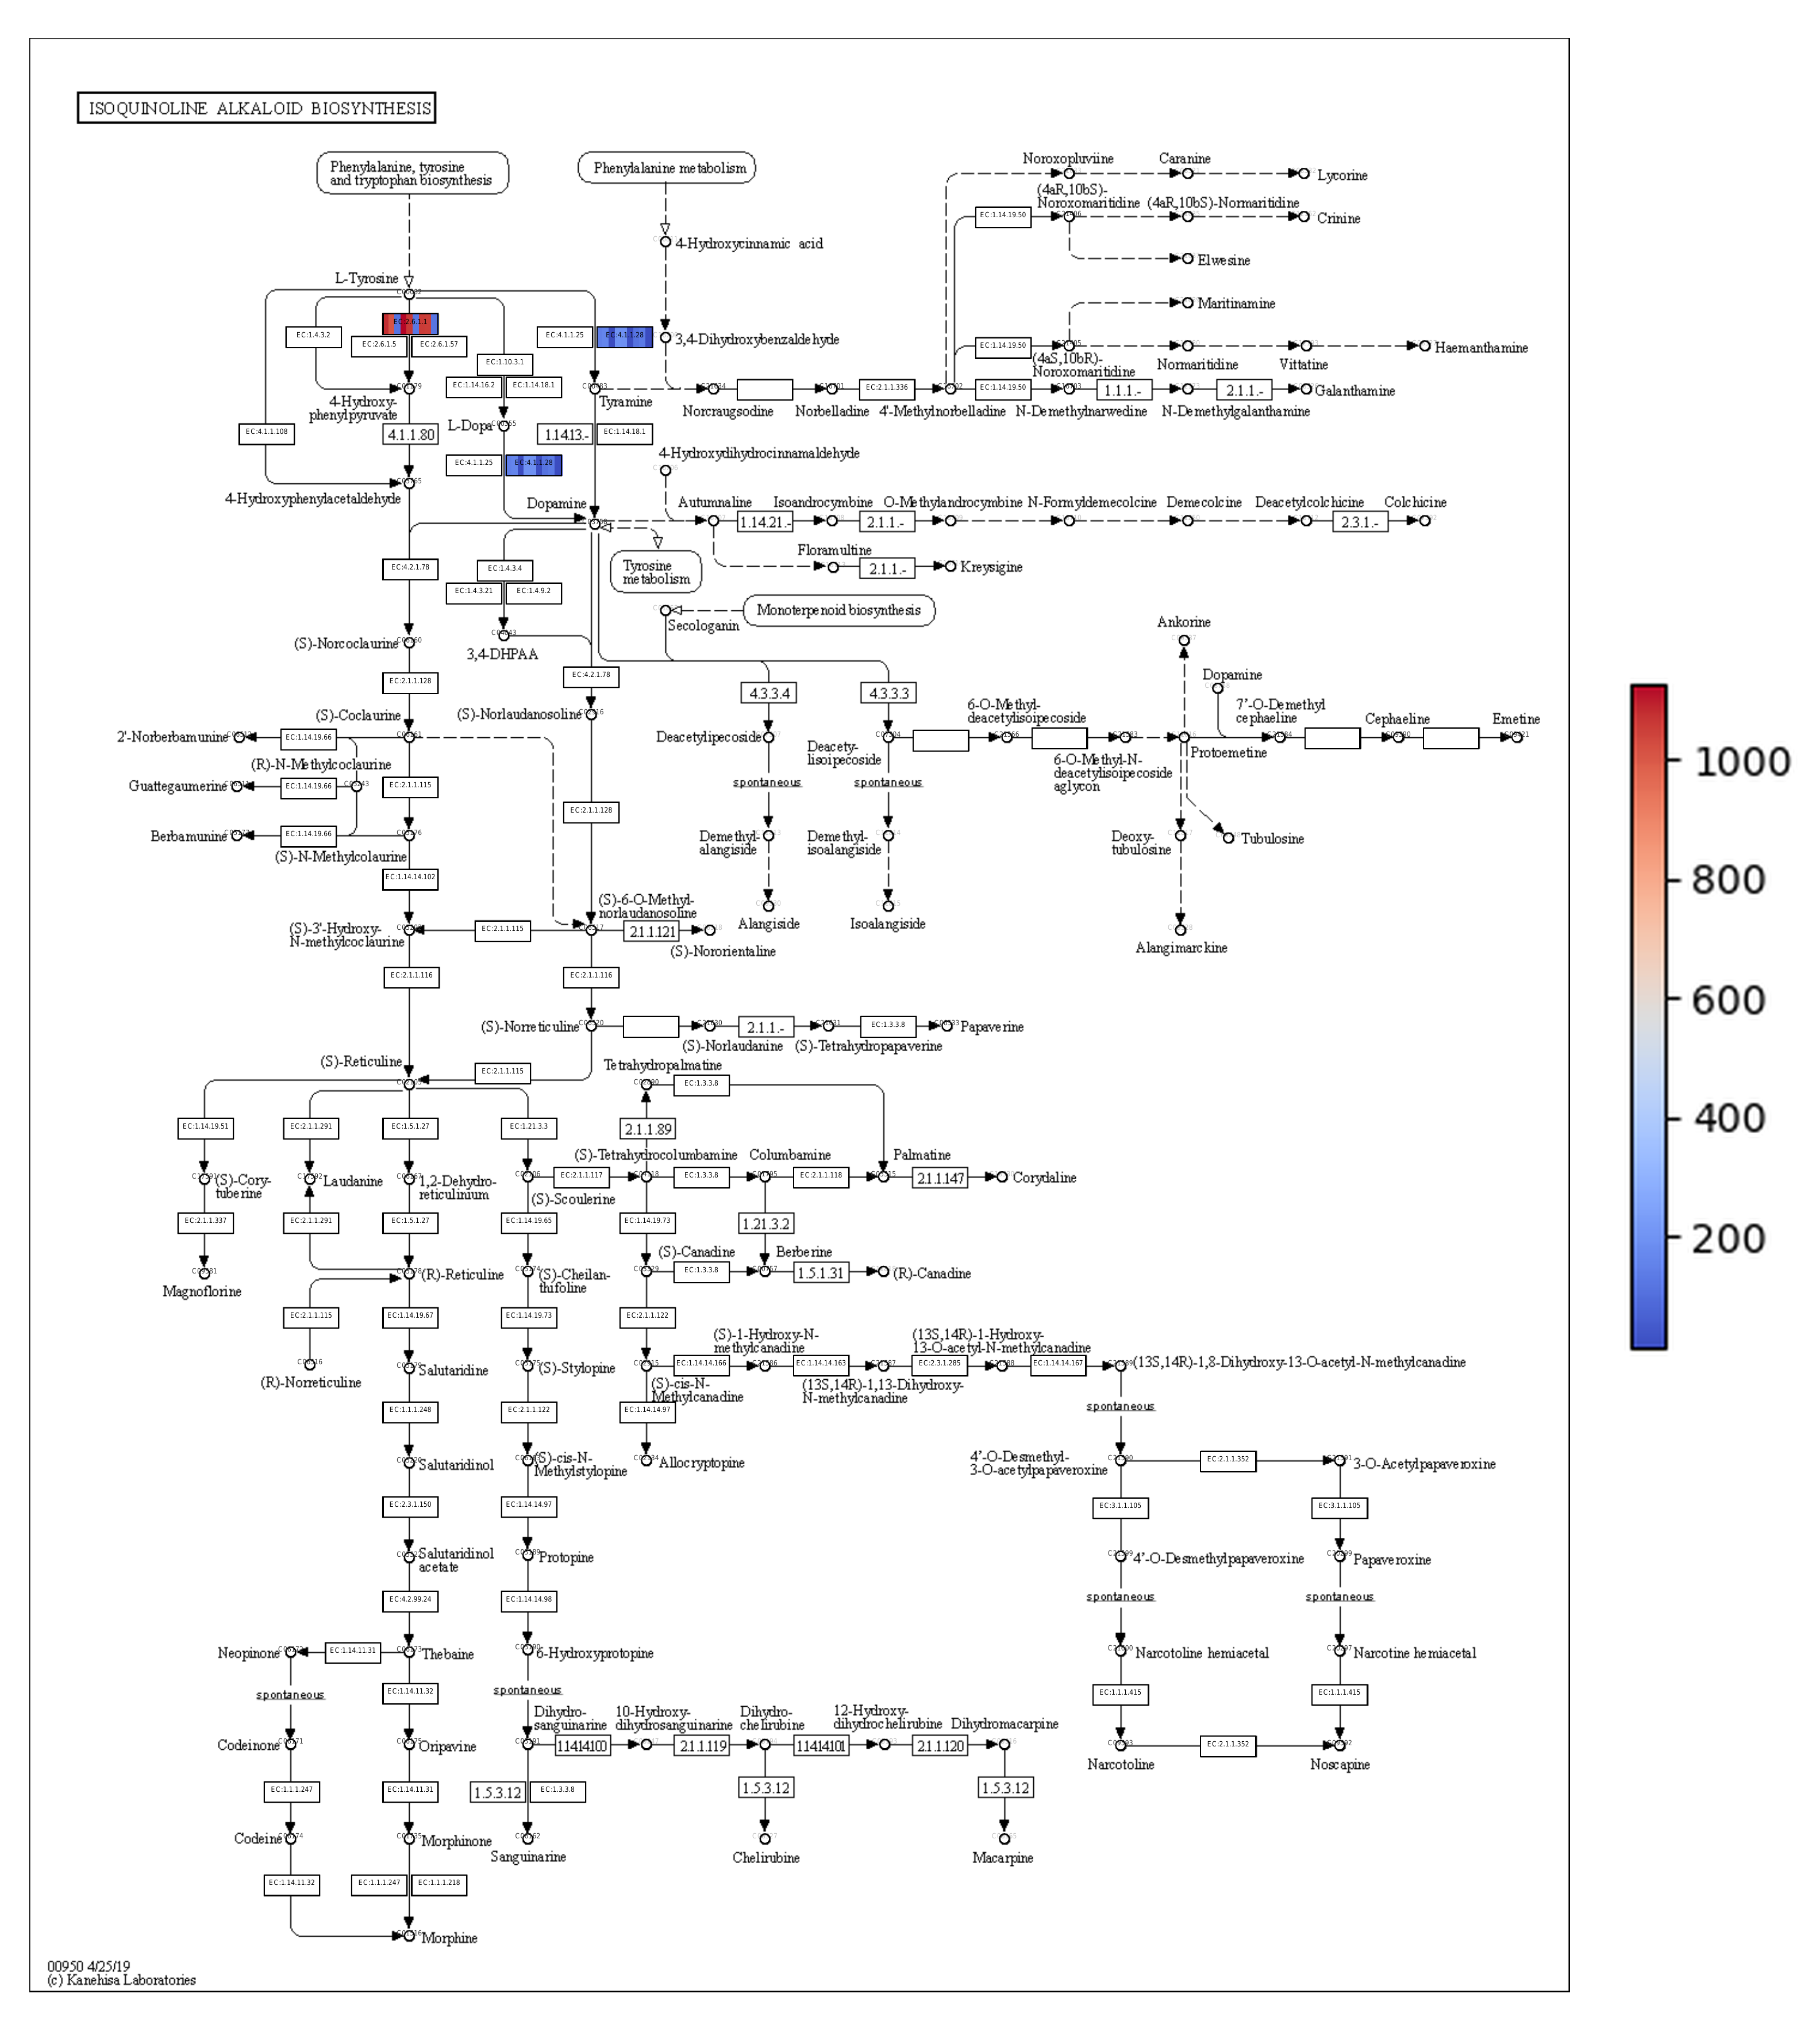 ISOQUINOLINE ALKALOID BIOSYNTHESIS
Phenylalanine, tyrosine
and tryptophan biosynthesis
Phenylalanine metabolism
Noroxopluviine
Caranine
Lycorine
(4aR,10bS)-
Noroxomaritidine
(4aR,10bS)-Normaritidine
EC:1.14.19.50
Crinine
4-Hydroxycinnamic acid
Elwesine
L-Tyrosine
Maritinamine
EC:2.6.1.1
EC:1.4.3.2
EC:2.6.1.5
EC:2.6.1.57
EC:4.1.1.25
EC:4.1.1.28
3,4-Dihydroxybenzaldehyde
EC:1.14.19.50
(4aS,10bR)-
Noroxomaritidine
Normaritidine
Vittatine
Haemanthamine
EC:1.10.3.1
EC:1.14.16.2
EC:1.14.18.1
4-Hydroxy-
phenylpyruvate
Tyramine
Norcraugsodine
Norbelladine
EC:2.1.1.336
4'-Methylnorbelladine
EC:1.14.19.50
N-Demethylnarwedine
1.1.1.-
N-Demethylgalanthamine
2.1.1.-
Galanthamine
EC:4.1.1.108
4.1.1.80
L-Dopa
1.14.13.-
EC:1.14.18.1
4-Hydroxydihydrocinnamaldehyde
EC:4.1.1.25
EC:4.1.1.28
4-Hydroxyphenylacetaldehyde
Dopamine
Autumnaline
Isoandrocymbine
O-Methylandrocymbine
N-Formyldemecolcine
Demecolcine
Deacetylcolchicine
Colchicine
1.14.21.-
2.1.1.-
2.3.1.-
Floramultine
2.1.1.-
Kreysigine
EC:4.2.1.78
EC:1.4.3.4
EC:1.4.3.21
EC:1.4.9.2
Tyrosine
metabolism
Monoterpenoid biosynthesis
Secologanin
(S)-Norcoclaurine
3,4-DHPAA
Ankorine
EC:2.1.1.128
EC:4.2.1.78
4.3.3.4
4.3.3.3
Dopamine
(S)-Coclaurine
(S)-Norlaudanosoline
6-O-Methyl-
deacetylisoipecoside
7'-O-Demethyl
cephaeline
Cephaeline
Emetine
2'-Norberbamunine
EC:1.14.19.66
Deacetylipecoside
Deacety-
lisoipecoside
6-O-Methyl-N-
deacetylisoipecoside
aglycon
Protoemetine
(R)-N-Methylcoclaurine
Guattegaumerine
EC:1.14.19.66
EC:2.1.1.115
spontaneous
spontaneous
EC:2.1.1.128
Berbamunine
EC:1.14.19.66
(S)-N-Methylcolaurine
Demethyl-
alangiside
Demethyl-
isoalangiside
Deoxy-
tubulosine
Tubulosine
EC:1.14.14.102
(S)-6-O-Methyl-
norlaudanosoline
Alangiside
Isoalangiside
(S)-3'-Hydroxy-
N-methylcoclaurine
EC:2.1.1.115
2.1.1.121
(S)-Nororientaline
Alangimarckine
EC:2.1.1.116
EC:2.1.1.116
(S)-Norreticuline
2.1.1.-
EC:1.3.3.8
Papaverine
(S)-Norlaudanine
(S)-Tetrahydropapaverine
(S)-Reticuline
EC:2.1.1.115
Tetrahydropalmatine
EC:1.3.3.8
EC:1.14.19.51
EC:2.1.1.291
EC:1.5.1.27
EC:1.21.3.3
2.1.1.89
(S)-Tetrahydrocolumbamine
Columbamine
Palmatine
(S)-Cory-
tuberine
Laudanine
1,2-Dehydro-
reticulinium
EC:2.1.1.117
(S)-Scoulerine
EC:1.3.3.8
EC:2.1.1.118
2.1.1.147
Corydaline
EC:2.1.1.337
EC:2.1.1.291
EC:1.5.1.27
EC:1.14.19.65
EC:1.14.19.73
1.21.3.2
(S)-Canadine
Berberine
Magnoflorine
(R)-Reticuline
(S)-Cheilan-
thifoline
EC:1.3.3.8
1.5.1.31
(R)-Canadine
EC:2.1.1.115
EC:1.14.19.67
EC:1.14.19.73
EC:2.1.1.122
(S)-1-Hydroxy-N-
methylcanadine
(13S,14R)-1-Hydroxy-
13-O-acetyl-N-methylcanadine
(R)-Norreticuline
Salutaridine
(S)-Stylopine
(S)-cis-N-
Methylcanadine
EC:1.14.14.166
EC:1.14.14.163
(13S,14R)-1,13-Dihydroxy-
N-methylcanadine
EC:2.3.1.285
EC:1.14.14.167
(13S,14R)-1,8-Dihydroxy-13-O-acetyl-N-methylcanadine
EC:1.1.1.248
EC:2.1.1.122
EC:1.14.14.97
spontaneous
Salutaridinol
(S)-cis-N-
Methylstylopine
Allocryptopine
4'-O-Desmethyl-
3-O-acetylpapaveroxine
EC:2.1.1.352
3-O-Acetylpapaveroxine
EC:2.3.1.150
EC:1.14.14.97
EC:3.1.1.105
EC:3.1.1.105
Salutaridinol
acetate
Protopine
4'-O-Desmethylpapaveroxine
Papaveroxine
EC:4.2.99.24
EC:1.14.14.98
spontaneous
spontaneous
Neopinone
EC:1.14.11.31
Thebaine
6-Hydroxyprotopine
Narcotoline hemiacetal
Narcotine hemiacetal
spontaneous
EC:1.14.11.32
spontaneous
EC:1.1.1.415
EC:1.1.1.415
Dihydro-
sanguinarine
10-Hydroxy-
dihydrosanguinarine
Dihydro-
chelirubine
12-Hydroxy-
dihydrochelirubine
Dihydromacarpine
Codeinone
Oripavine
1.14.14.100
2.1.1.119
1.14.14.101
2.1.1.120
Narcotoline
EC:2.1.1.352
Noscapine
EC:1.1.1.247
EC:1.14.11.31
1.5.3.12
EC:1.3.3.8
1.5.3.12
1.5.3.12
Codeine
Morphinone
Sanguinarine
Chelirubine
Macarpine
EC:1.14.11.32
EC:1.1.1.247
EC:1.1.1.218
Morphine
00950 4/25/19
(c) Kanehisa Laboratories
1000
800
600
400
200